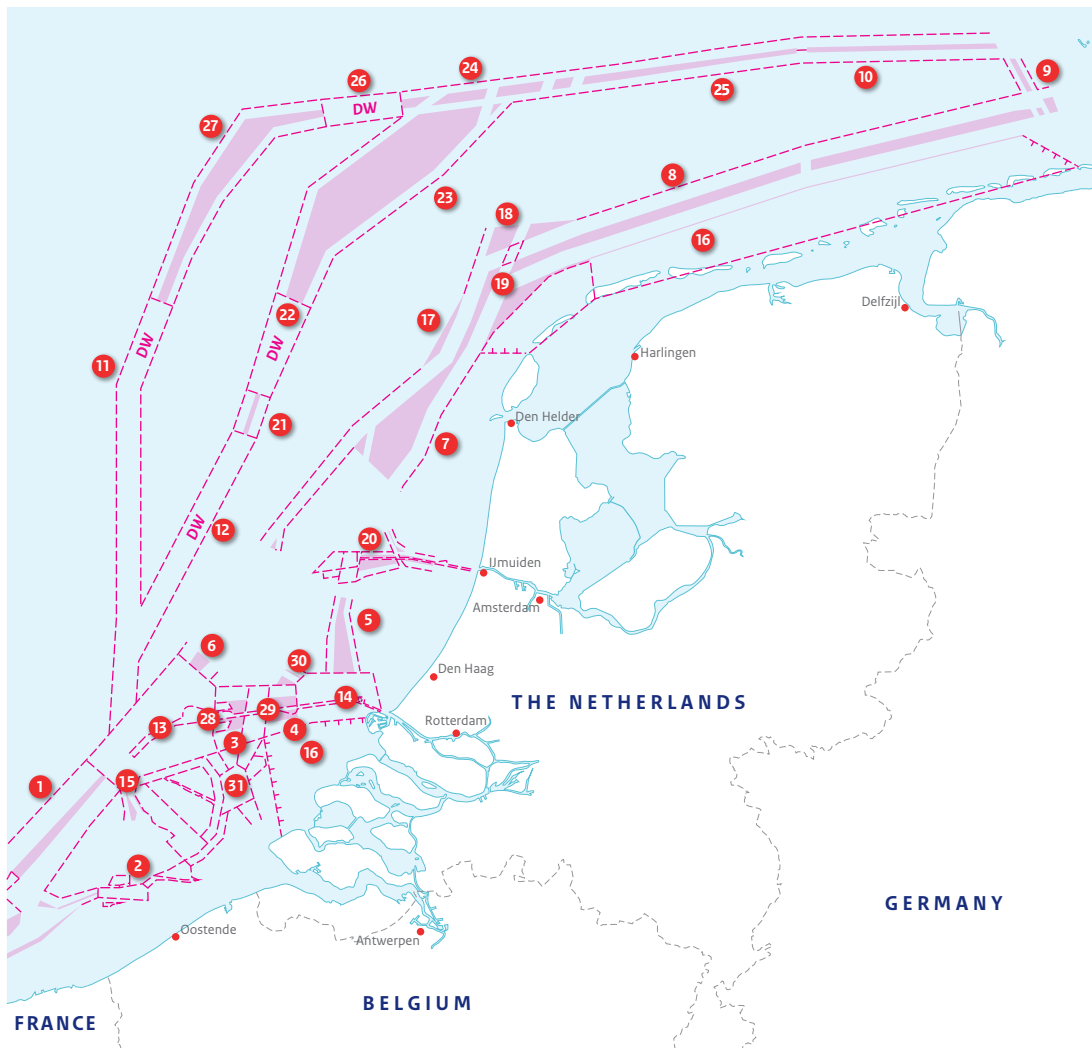 24
9
26
10
DW
25
27
8
23
18
16
19
Delfzijl
22
17
DW
DW
Harlingen
11
Den Helder
21
7
DW
12
20
IJmuiden
Amsterdam
5
6
30
Den Haag
14
THE NETHERLANDS
28
29
Rotterdam
13
4
3
16
15
31
1
2
GERMANY
Oostende
Antwerpen
BELGIUM
FRANCE